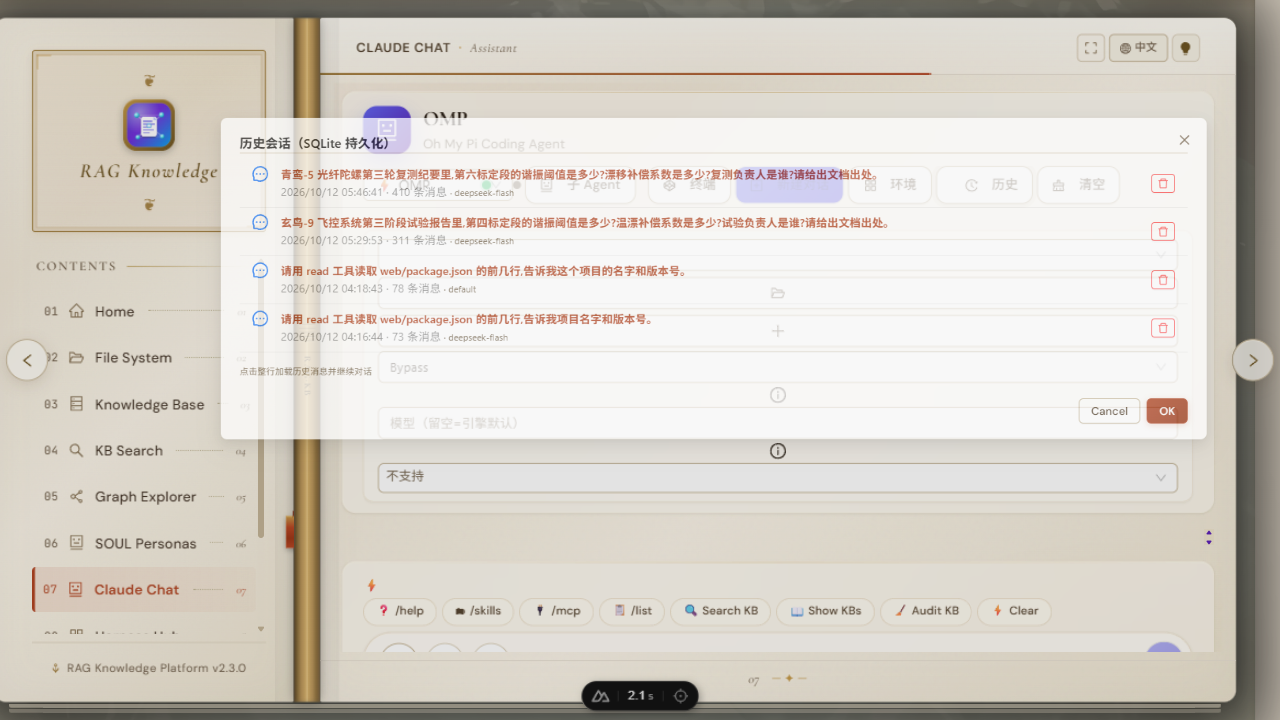 CLAUDE CHAT · Assistant
中文
RAG Knowledge
CONTENTS
01 Home
02 File System 02
03 Knowledge Base 03
04 KB Search 04
05 Graph Explorer 05
06 SOUL Personas 06
07 Claude Chat 07
RAG Knowledge Platform v2.3.0
OMP
Oh My Pi Coding Agent
子 Agent
终端
环境
历史
清空
历史会话（SQLite 持久化）
青鸾-5 光纤陀螺第三轮复测纪要里,第六标定段的谐振阈值是多少?漂移补偿系数是多少?复测负责人是谁?请给出文档出处。
2026/10/12 05:46:41 · 410 条消息 · deepseek-flash
玄鸟-9 飞控系统第三阶段试验报告里,第四标定段的谐振阈值是多少?温漂补偿系数是多少?试验负责人是谁?请给出文档出处。
2026/10/12 05:29:53 · 311 条消息 · deepseek-flash
请用 read 工具读取 web/package.json 的前几行,告诉我这个项目的名字和版本号。
2026/10/12 04:18:43 · 78 条消息 · default
请用 read 工具读取 web/package.json 的前几行,告诉我项目名字和版本号。
2026/10/12 04:16:44 · 73 条消息 · deepseek-flash
点击整行加载历史消息并继续对话
Bypass
Cancel
OK
模型（留空=引擎默认）
不支持
/help
/skills
/mcp
/list
Search KB
Show KBs
Audit KB
Clear
07
2.1 s